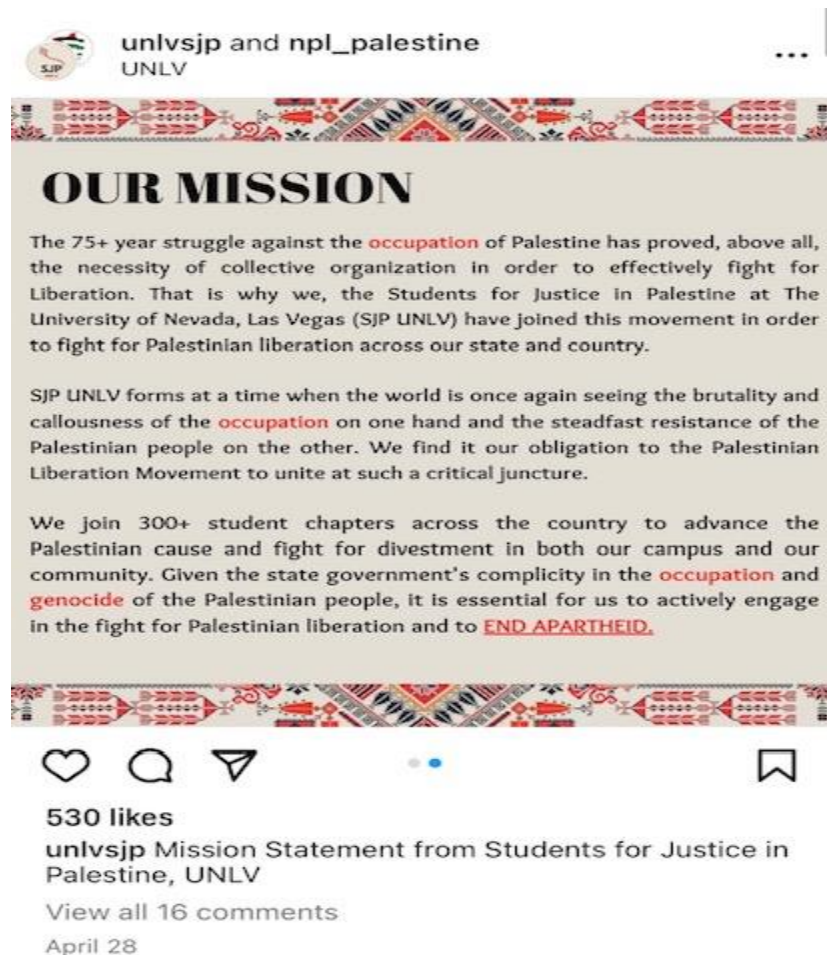 unlvsjp and npl_palestine
UNLV
SJP
OUR MISSION
The 75+ year struggle against the occupation of Palestine has proved, above all,
the necessity of collective organization in order to effectively fight for
Liberation. That is why we, the Students for Justice in Palestine at The
University of Nevada, Las Vegas (SJP UNLV) have joined this movement in order
to fight for Palestinian liberation across our state and country.
SJP UNLV forms at a time when the world is once again seeing the brutality and
callousness of the occupation on one hand and the steadfast resistance of the
Palestinian people on the other. We find it our obligation to the Palestinian
Liberation Movement to unite at such a critical juncture.
We join 300+ student chapters across the country to advance the
Palestinian cause and fight for divestment in both our campus and our
community. Given the state government's complicity in the occupation and
genocide of the Palestinian people, it is essential for us to actively engage
in the fight for Palestinian liberation and to END APARTHEID.
530 likes
unlvsjp Mission Statement from Students for Justice in
Palestine, UNLV
View all 16 comments
April 28